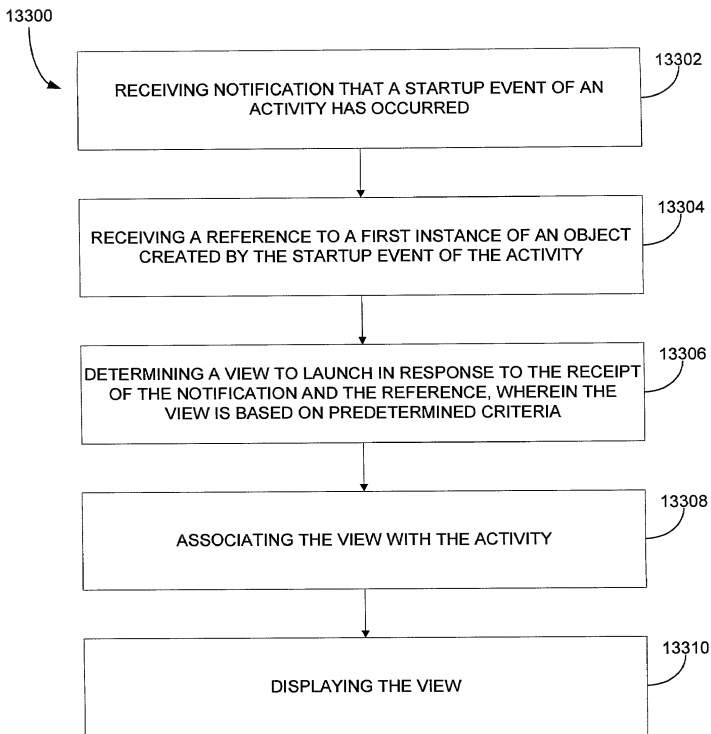 13300
13302
RECEIVING NOTIFICATION THAT A STARTUP EVENT OF AN
ACTIVITY HAS OCCURRED
13304
RECEIVING A REFERENCE TO A FIRST INSTANCE OF AN OBJECT
CREATED BY THE STARTUP EVENT OF THE ACTIVITY
13306
DETERMINING A VIEW TO LAUNCH IN RESPONSE TO THE RECEIPT
OF THE NOTIFICATION AND THE REFERENCE, WHEREIN THE
VIEW IS BASED ON PREDETERMINED CRITERIA
13308
ASSOCIATING THE VIEW WITH THE ACTIVITY
13310
DISPLAYING THE VIEW